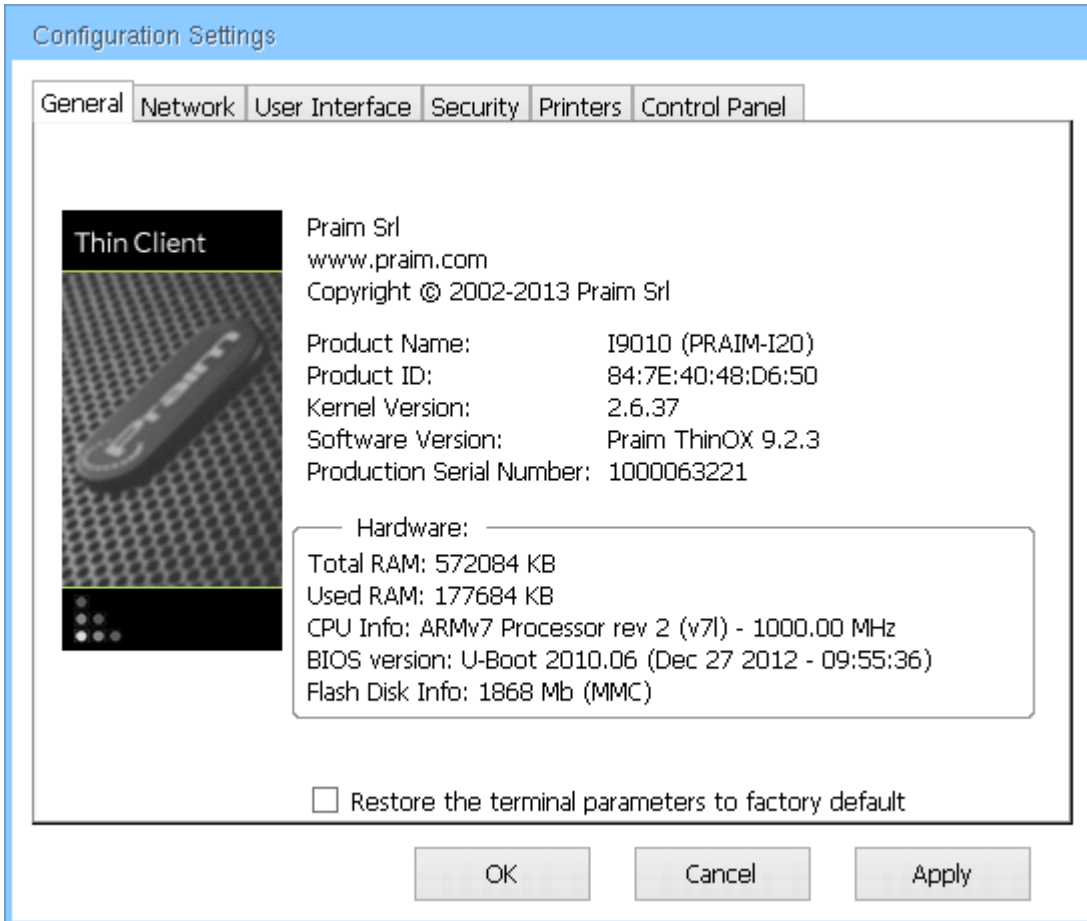 Configuration Settings
General Network User Interface Security Printers Control Panel
Thin Client
praim
Praim Srl
www.praim.com
Copyright © 2002-2013 Praim Srl
Product Name: I9010 (PRAIM-I20)
Product ID: 84:7E:40:48:D6:50
Kernel Version: 2.6.37
Software Version: Praim ThinOX 9.2.3
Production Serial Number: 1000063221
Hardware:
Total RAM: 572084 KB
Used RAM: 177684 KB
CPU Info: ARMv7 Processor rev 2 (v7l) - 1000.00 MHz
BIOS version: U-Boot 2010.06 (Dec 27 2012 - 09:55:36)
Flash Disk Info: 1868 Mb (MMC)
Restore the terminal parameters to factory default
OK Cancel Apply